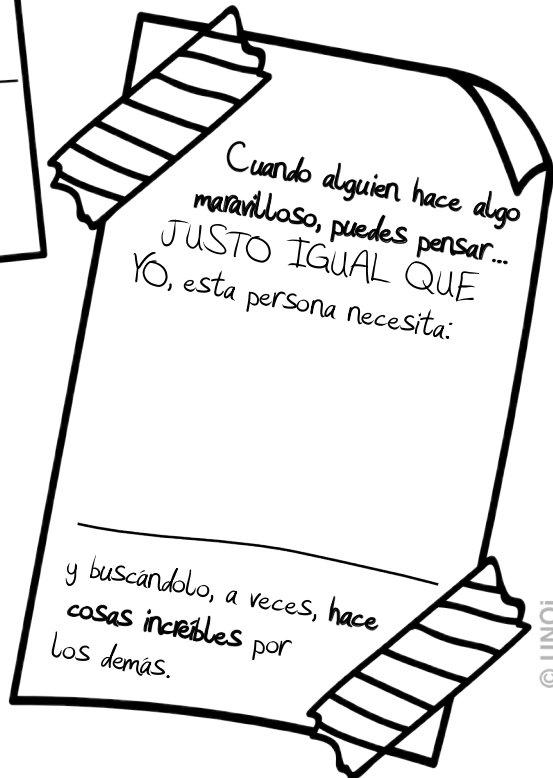 Cuando alguien hace algo
maravilloso, puedes pensar...
JUSTO IGUAL QUE
YO, esta persona necesita:
y buscándolo, a veces, hace
cosas increíbles por
los demás.